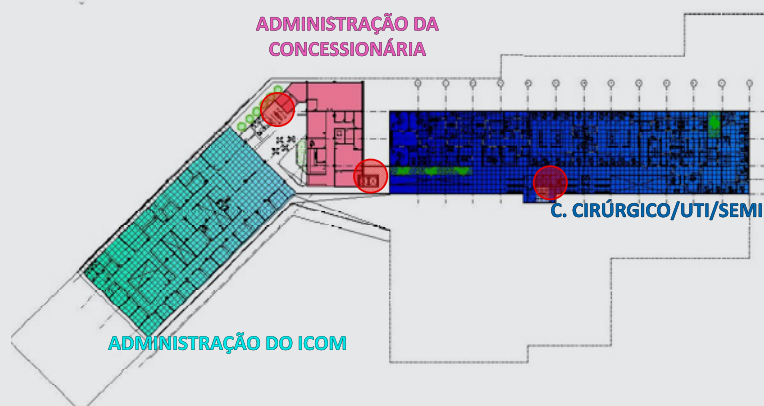 ADMINISTRAÇÃO DA
CONCESSIONÁRIA
C. CIRÚRGICO/UTI/SEMI
ADMINISTRAÇÃO DO ICOM